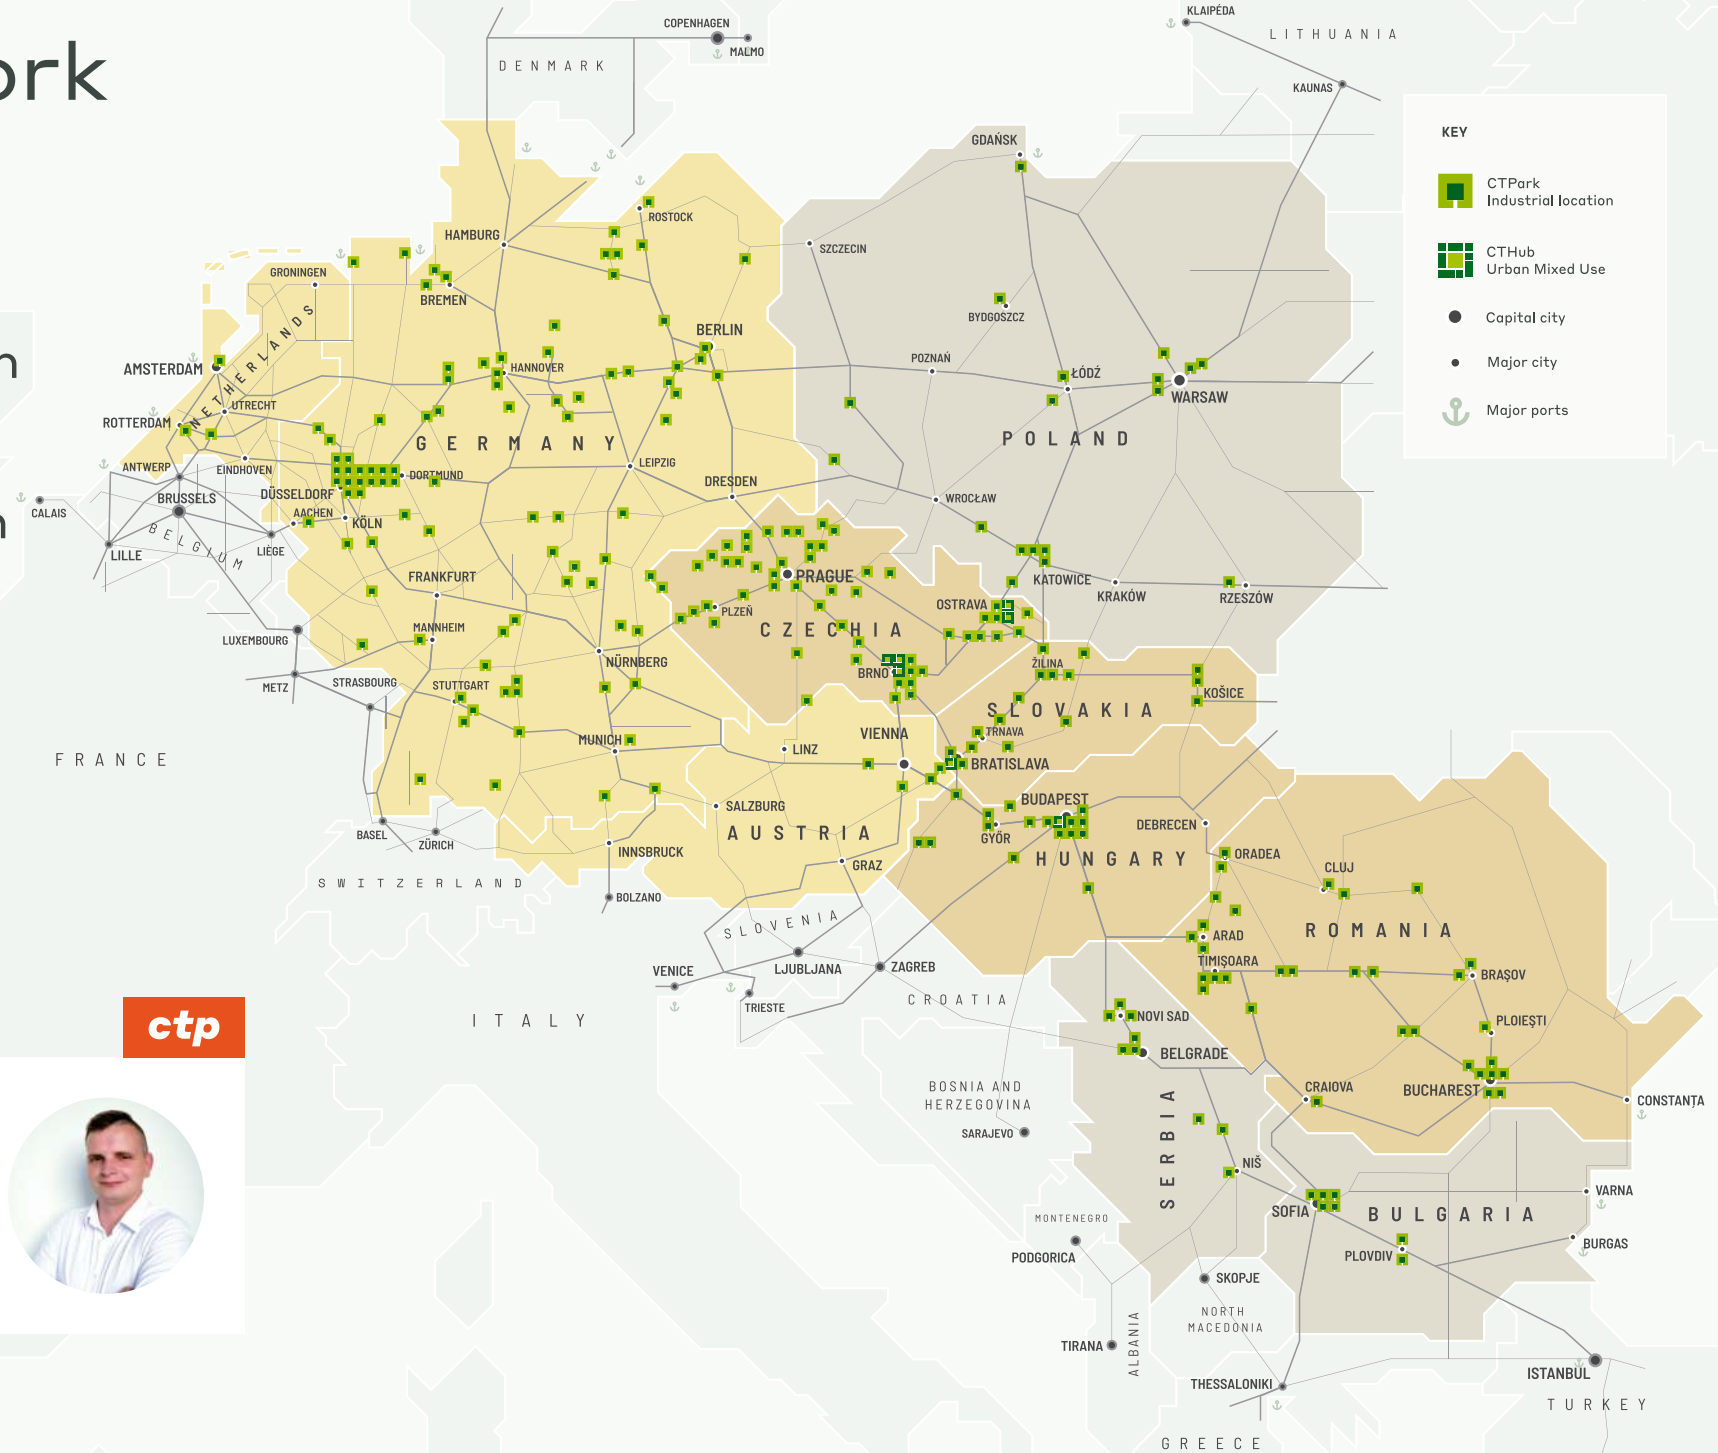 ork
n
n
ctp
KEY
CTPark
Industrial location
CTHub
Urban Mixed Use
Capital city
Major city
Major ports
COPENHAGEN
MALMO
DENMARK
KLAIPĖDA
LITHUANIA
KAUNAS
GDAŃSK
ROSTOCK
HAMBURG
SZCZECIN
GRONINGEN
BREMEN
BYDGOSZCZ
BERLIN
NETHERLANDS
AMSTERDAM
HANNOVER
POZNAŃ
ŁÓDŹ
WARSAW
UTRECHT
ROTTERDAM
GERMANY
POLAND
ANTWERP
EINDHOVEN
DORTMUND
LEIPZIG
DRESDEN
BRUSSELS
DÜSSELDORF
WROCŁAW
CALAIS
AACHEN
KÖLN
BELGIUM
LILLE
LIÈGE
FRANKFURT
PRAGUE
KATOWICE
KRAKÓW
RZESZÓW
OSTRAVA
PLZEŇ
CZECHIA
LUXEMBOURG
MANNHEIM
NÜRNBERG
BRNO
ŽILINA
METZ
STRASBOURG
STUTTGART
KOŠICE
SLOVAKIA
FRANCE
MUNICH
LINZ
VIENNA
TRNAVA
BRATISLAVA
SALZBURG
BUDAPEST
BASEL
ZÜRICH
AUSTRIA
GYÖR
DEBRECEN
INNSBRUCK
GRAZ
HUNGARY
ORADEA
CLUJ
SWITZERLAND
BOLZANO
SLOVENIA
ROMANIA
ARAD
VENICE
LJUBLJANA
ZAGREB
TIMIȘOARA
BRAȘOV
TRIESTE
CROATIA
ITALY
NOVI SAD
PLOIEȘTI
BELGRADE
BOSNIA AND
HERZEGOVINA
CRAIOVA
BUCHAREST
CONSTANȚA
SARAJEVO
SERBIA
NIŠ
VARNA
MONTENEGRO
SOFIA
BULGARIA
PODGORICA
PLOVDIV
BURGAS
SKOPJE
NORTH
MACEDONIA
TIRANA
ALBANIA
ISTANBUL
THESSALONIKI
TURKEY
GREECE